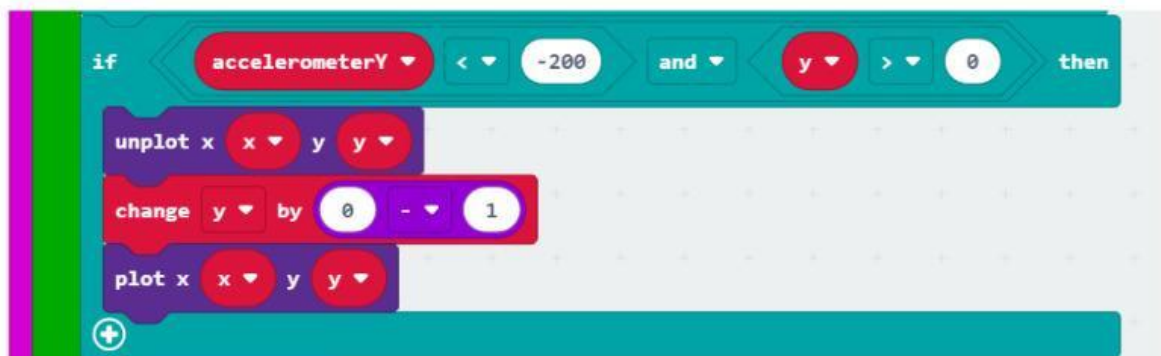 if accelerometerY < -200 and y > 0 then
unplot x x y y
change y by 0 - 1
plot x x y y